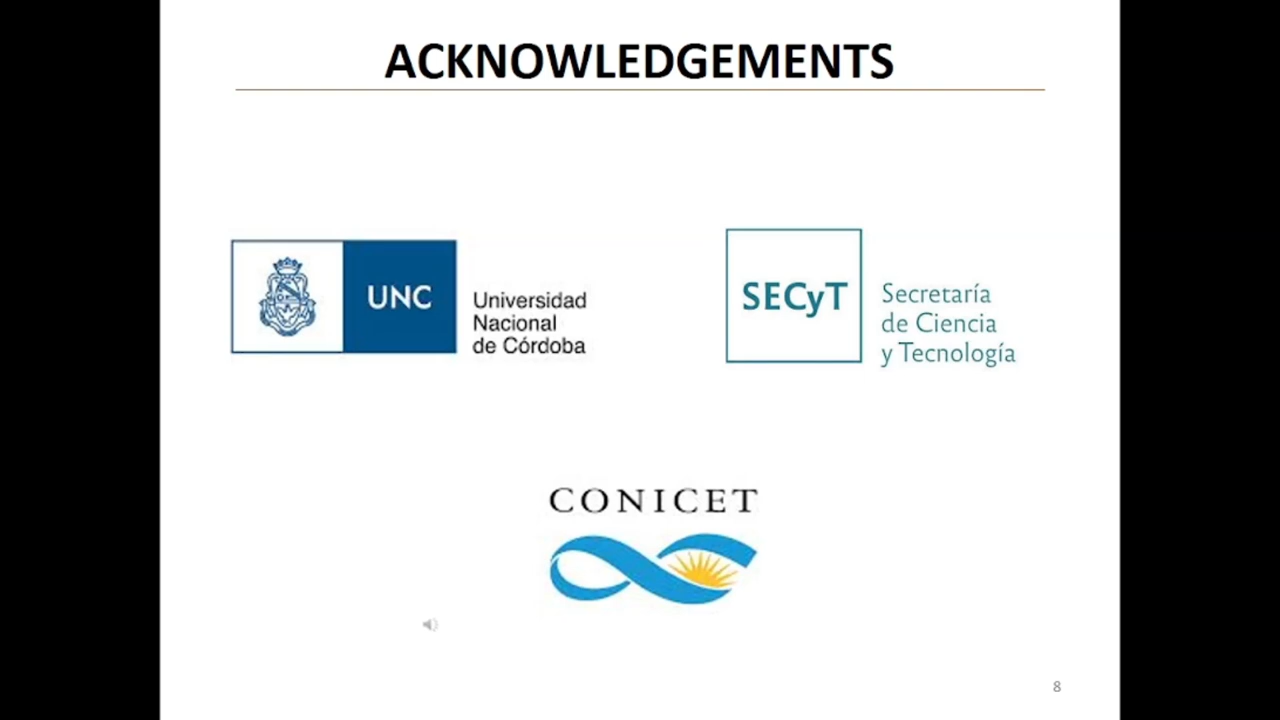 ACKNOWLEDGEMENTS
UNC
Universidad
Nacional
de Córdoba
SECyT
Secretaría
de Ciencia
y Tecnología
CONICET
8